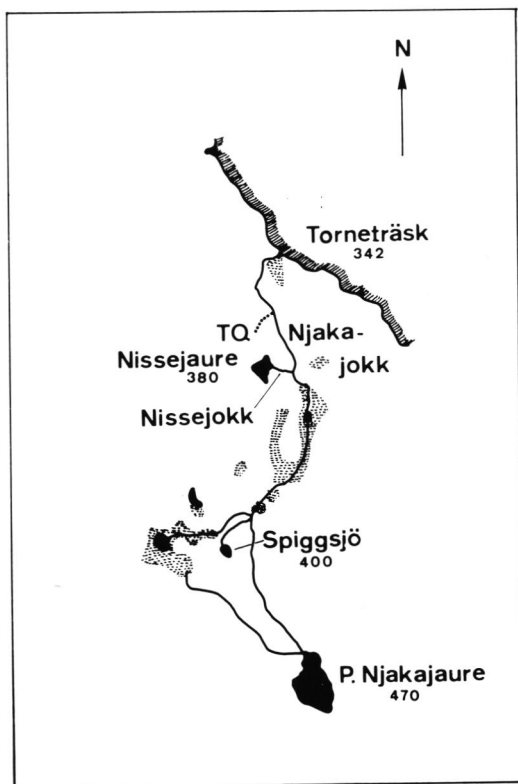 N
Torneträsk
342
TQ
Njaka-
jokk
Nissejaure
380
Nissejokk
Spiggsjö
400
P. Njakajaure
470